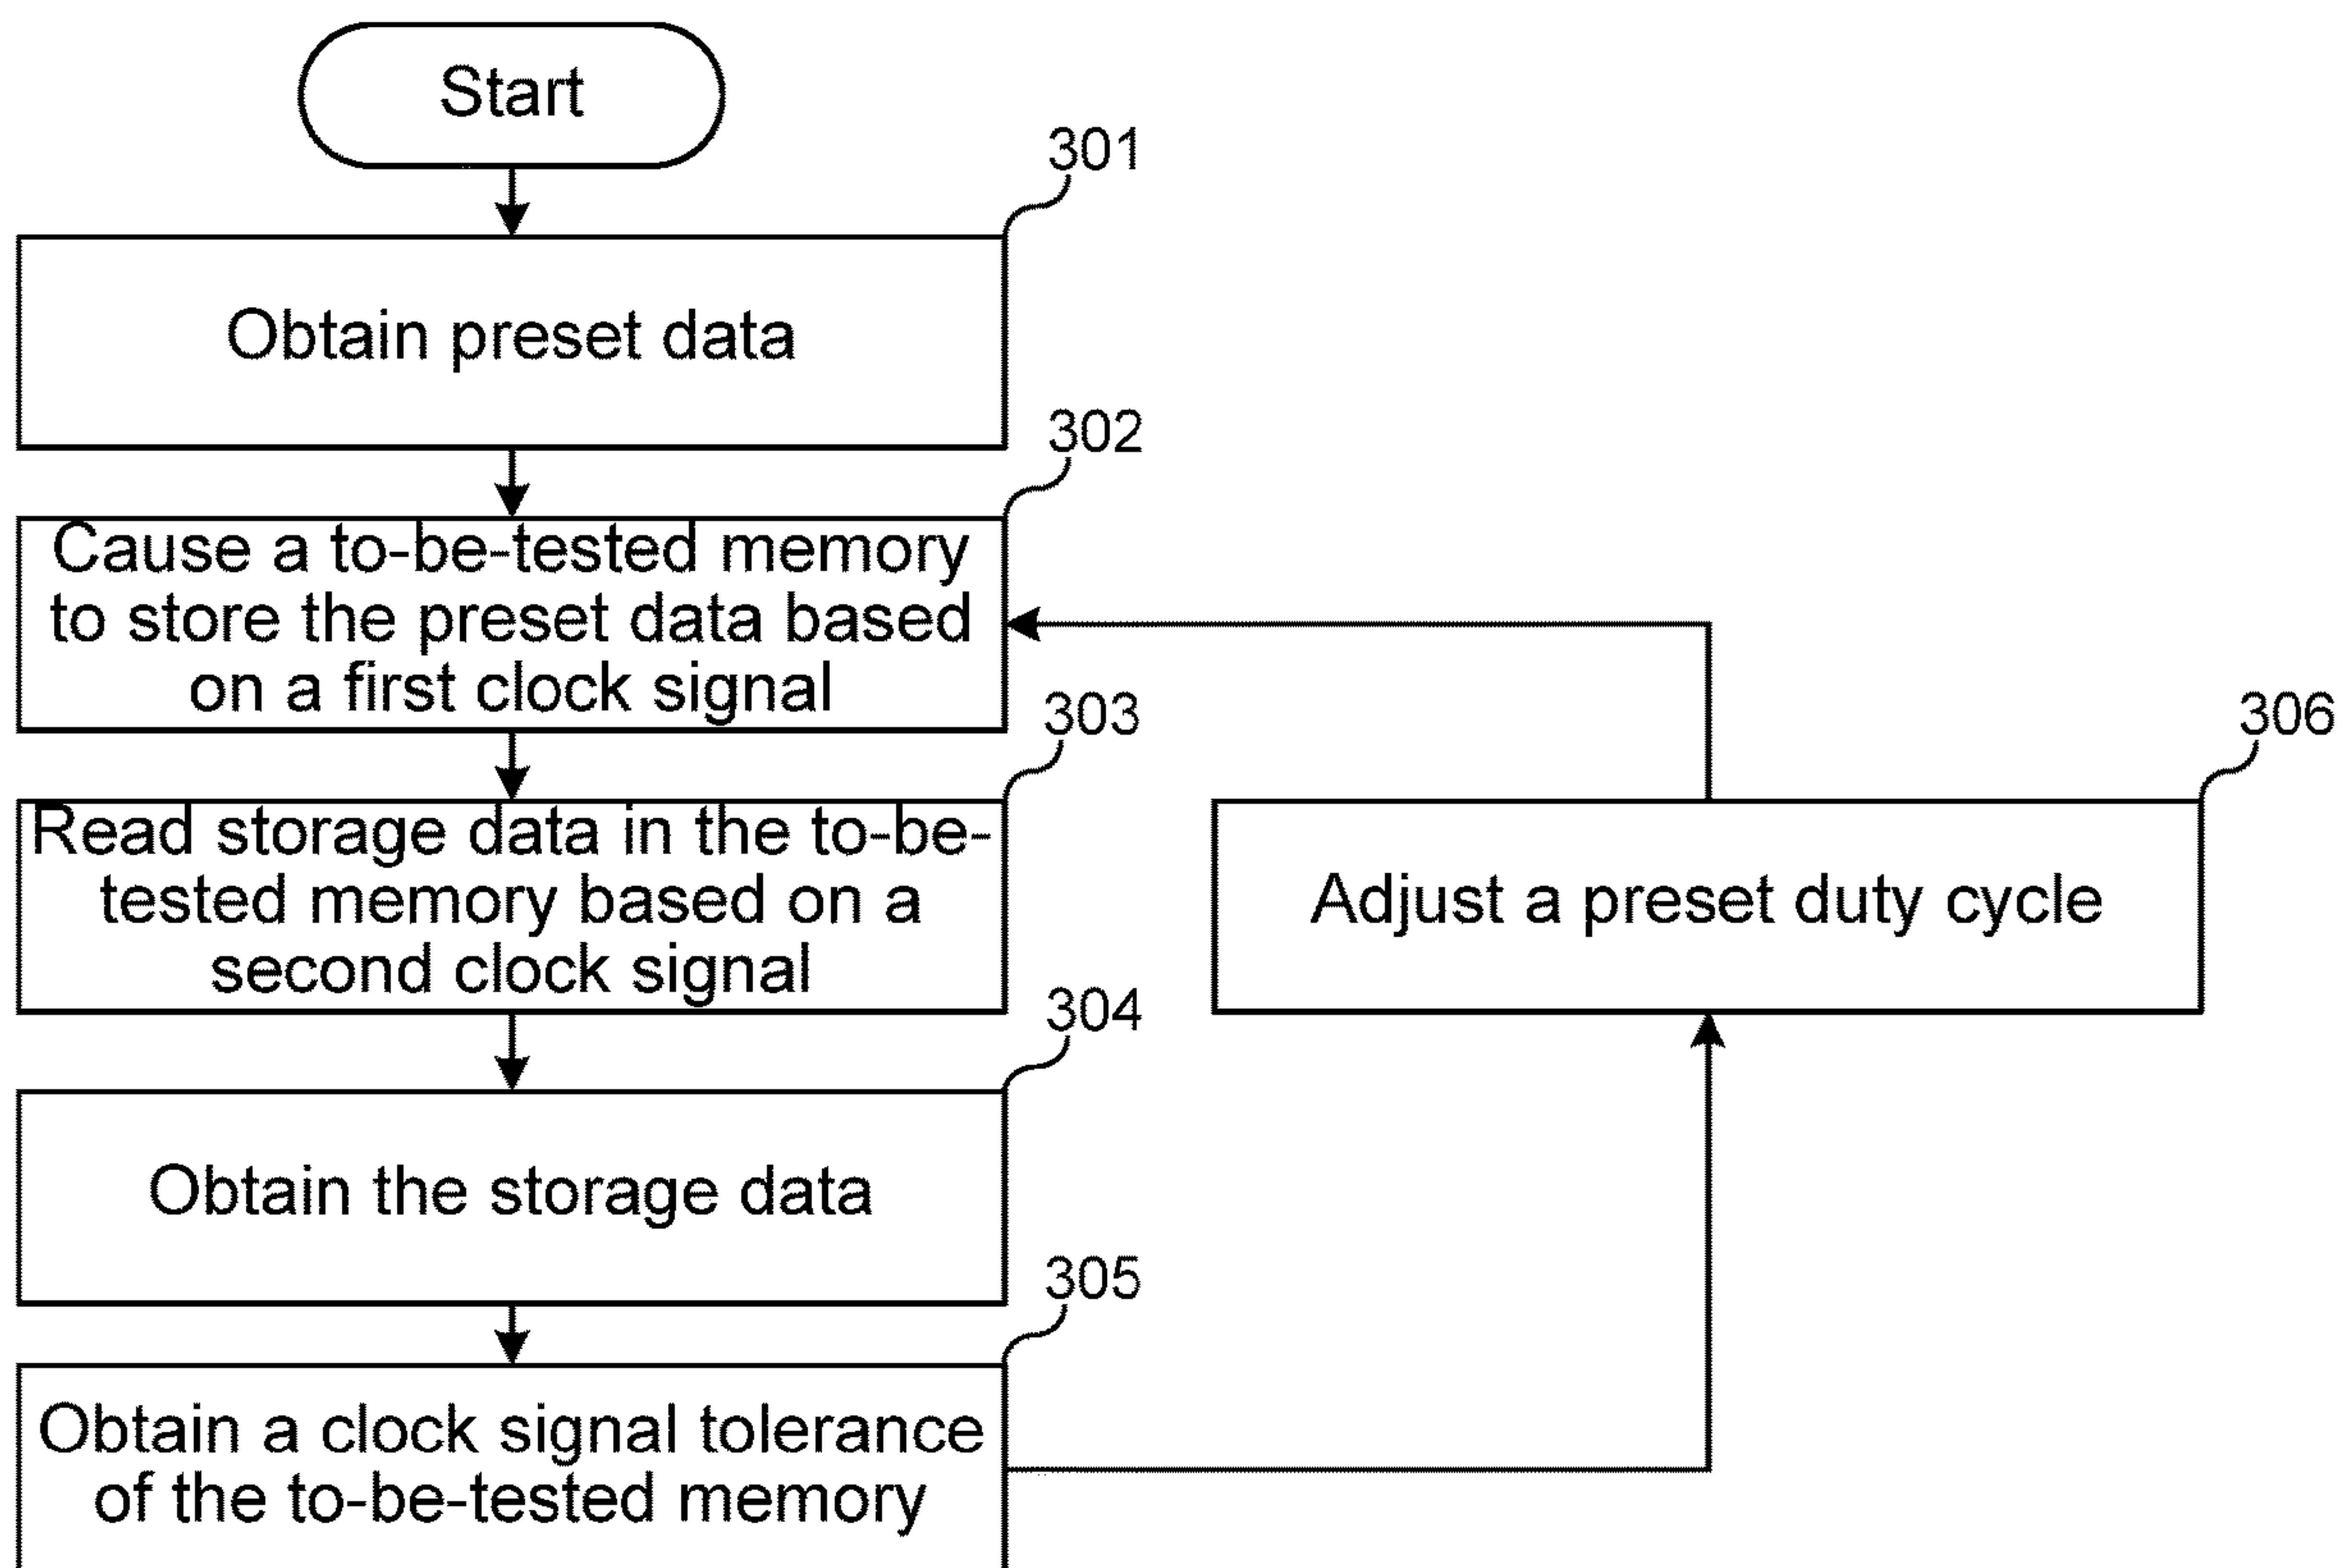 Start
301
Obtain preset data
302
Cause a to-be-tested memory
to store the preset data based
on a first clock signal
303
Read storage data in the to-be-
tested memory based on a
second clock signal
304
Obtain the storage data
305
Obtain a clock signal tolerance
of the to-be-tested memory
306
Adjust a preset duty cycle